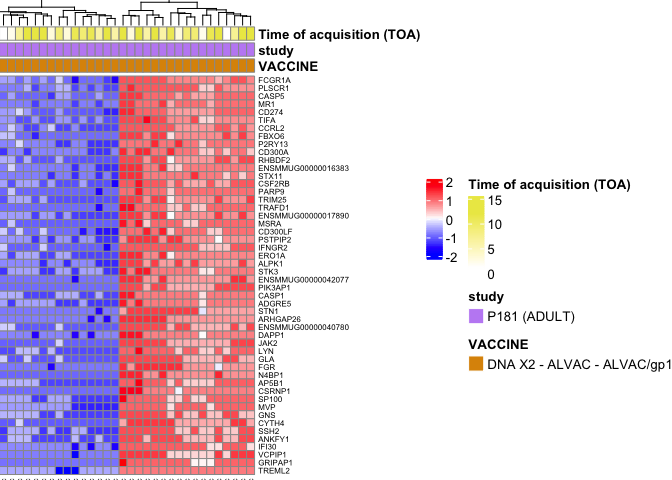 Time of acquisition (TOA)
study
VACCINE
FCGR1A
PLSCR1
CASP5
MR1
CD274
TIFA
CCRL2
FBXO6
P2RY13
CD300A
RHBDF2
ENSMMUG00000016383
STX11
CSF2RB
PARP9
TRIM25
TRAFD1
ENSMMUG00000017890
MSRA
CD300LF
PSTPIP2
IFNGR2
ERO1A
ALPK1
STK3
ENSMMUG00000042077
PIK3AP1
CASP1
ADGRE5
STN1
ARHGAP26
ENSMMUG00000040780
DAPP1
JAK2
LYN
GLA
FGR
N4BP1
AP5B1
CSRNP1
SP100
MVP
GNS
CYTH4
SSH2
ANKFY1
IFI30
VCPIP1
GRIPAP1
TREML2
2
1
0
-1
-2
Time of acquisition (TOA)
15
10
5
0
study
P181 (ADULT)
VACCINE
DNA X2 - ALVAC - ALVAC/gp1